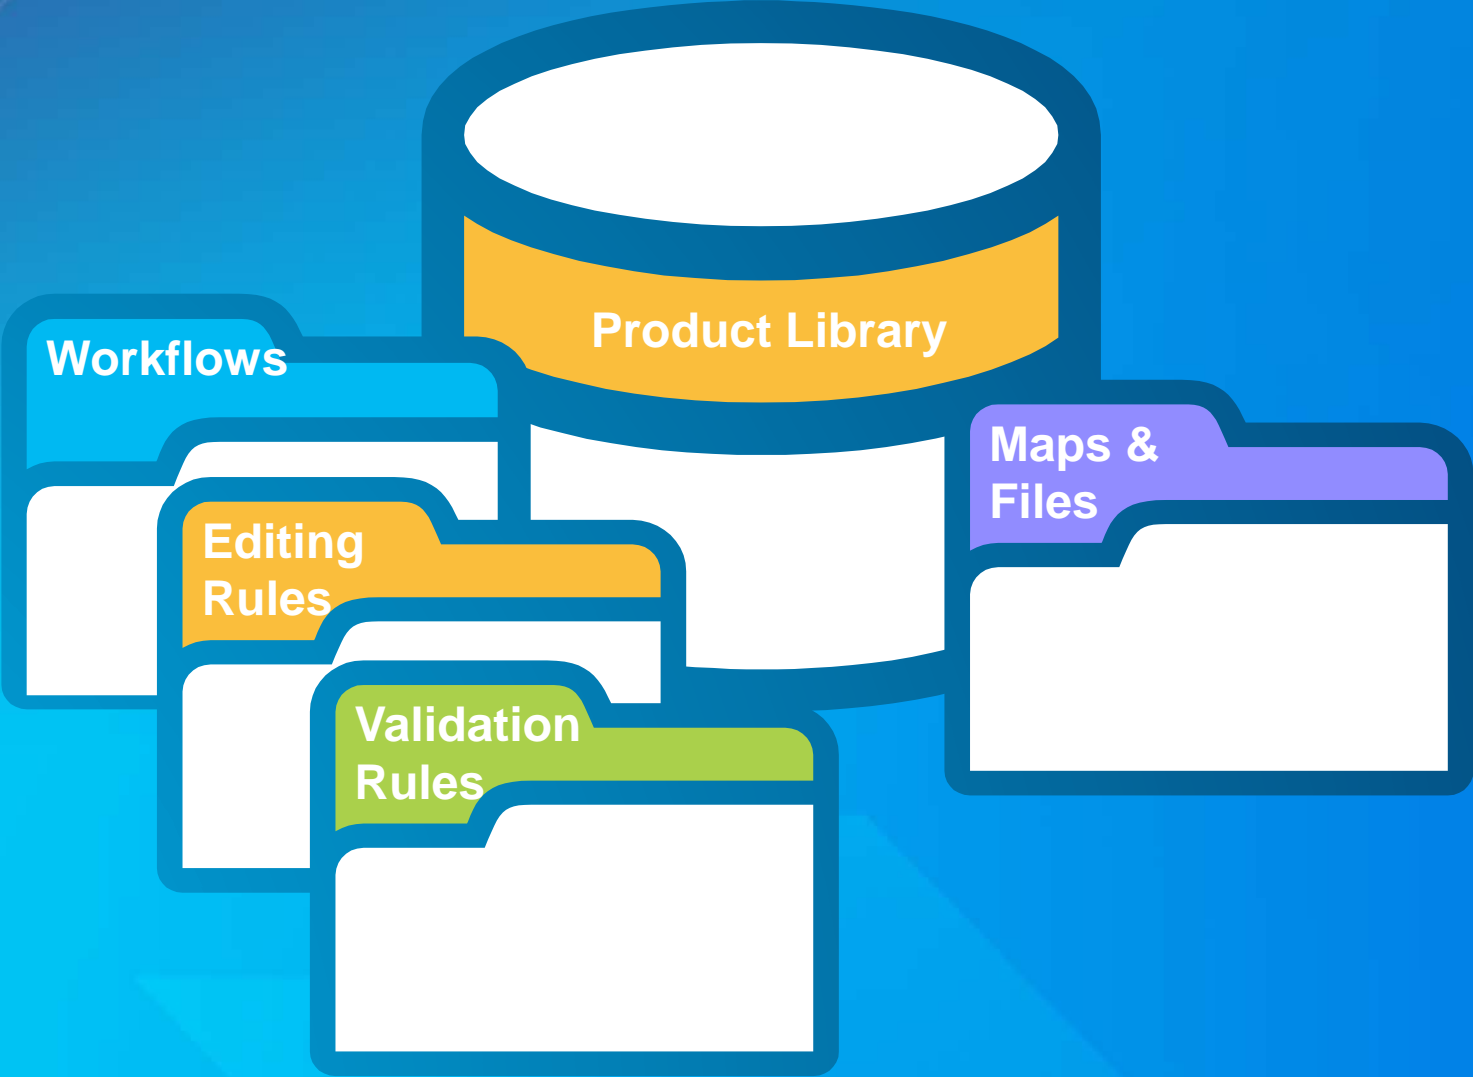 Product Library
Workflows
Maps &
Files
Editing
Rules
Validation
Rules